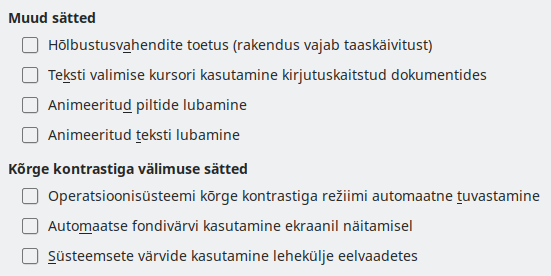 Muud sätted
Hõlbustusvahendite toetus (rakendus vajab taaskäivitust)
Teksti valimise kursori kasutamine kirjutuskaitstud dokumentides
Animeeritud piltide lubamine
Animeeritud teksti lubamine
Kõrge kontrastiga välimuse sätted
Operatsioonisüsteemi kõrge kontrastiga režiimi automaatne tuvastamine
Automaatse fondivärvi kasutamine ekraanil näitamisel
Süsteemsete värvide kasutamine lehekülje eelvaadetes